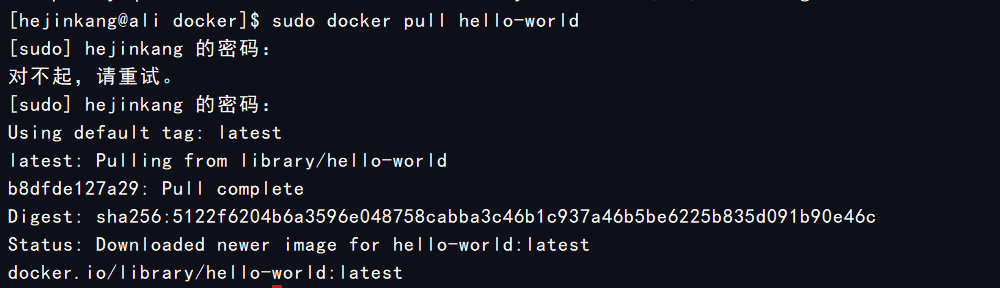 [hejinkang@ali docker]$ sudo docker pull hello-world
[sudo] hejinkang 的密码：
对不起，请重试。
[sudo] hejinkang 的密码：
Using default tag: latest
latest: Pulling from library/hello-world
b8dfde127a29: Pull complete
Digest: sha256:5122f6204b6a3596e048758cabba3c46b1c937a46b5be6225b835d091b90e46c
Status: Downloaded newer image for hello-world:latest
docker.io/library/hello-world:latest